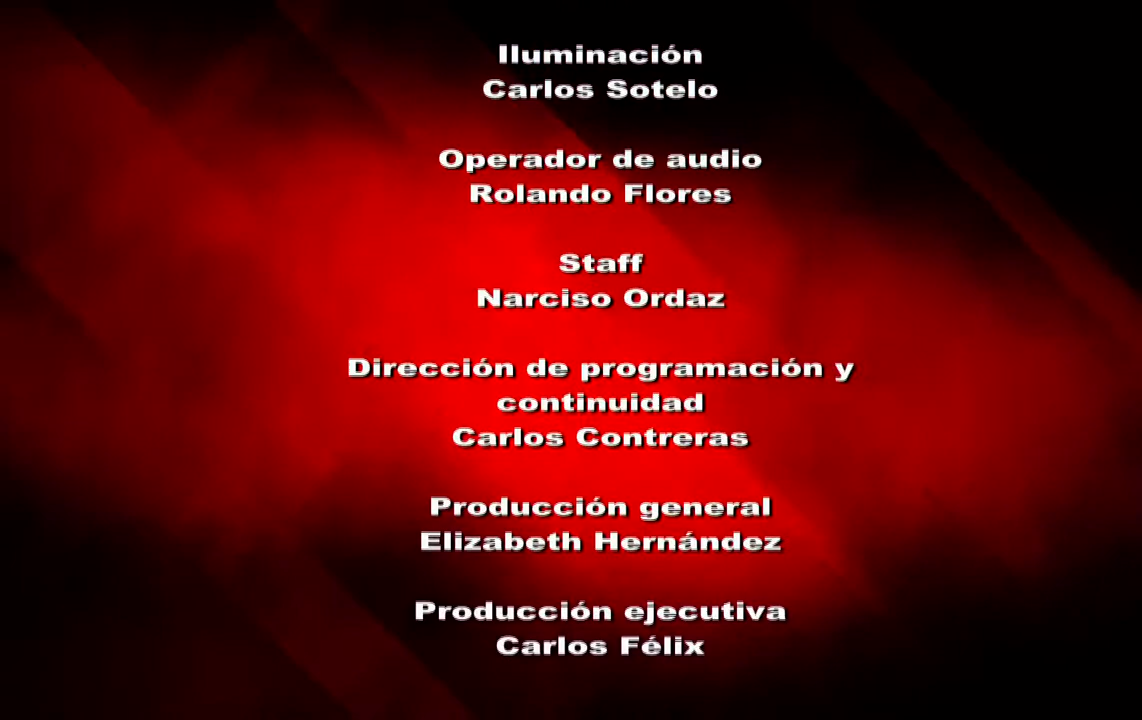 Iluminación
Carlos Sotelo
Operador de audio
Rolando Flores
Staff
Narciso Ordaz
Dirección de programación y
continuidad
Carlos Contreras
Producción general
Elizabeth Hernández
Producción ejecutiva
Carlos Félix